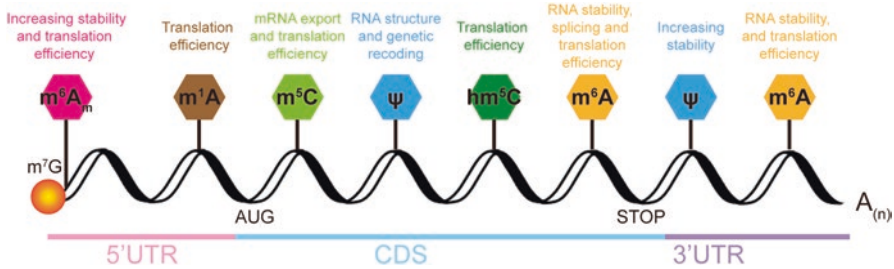 Increasing stability
and translation
efficiency
Translation
efficiency
mRNA export
and translation
efficiency
RNA structure
and genetic
recoding
Translation
efficiency
RNA stability,
splicing and
translation
efficiency
Increasing
stability
RNA stability,
and translation
efficiency
m⁶Aₘ
m¹A
m⁵C
ψ
hm⁵C
m⁶A
ψ
m⁶A
m⁷G
AUG
STOP
A₍ₙ₎
5'UTR
CDS
3'UTR